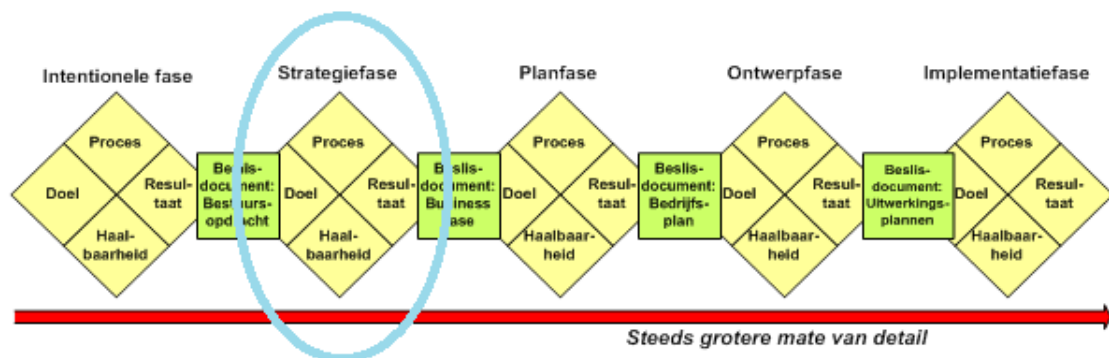 Intentionele fase
Strategiefase
Planfase
Ontwerpfase
Implementatiefase
Proces
Doel
Resul-
taat
Haal-
baarheid
Beslis-
document:
Bestuurs-
opdracht
Proces
Doel
Resul-
taat
Haal-
baarheid
Beslis-
document:
Business
case
Proces
Doel
Resul-
taat
Haalbaar-
heid
Beslis-
document:
Bedrijfs-
plan
Proces
Doel
Resul-
taat
Haalbaar-
heid
Beslis-
document:
Uitwerkings-
plannen
Proces
Resul-
taat
Haalbaar-
heid
Steeds grotere mate van detail